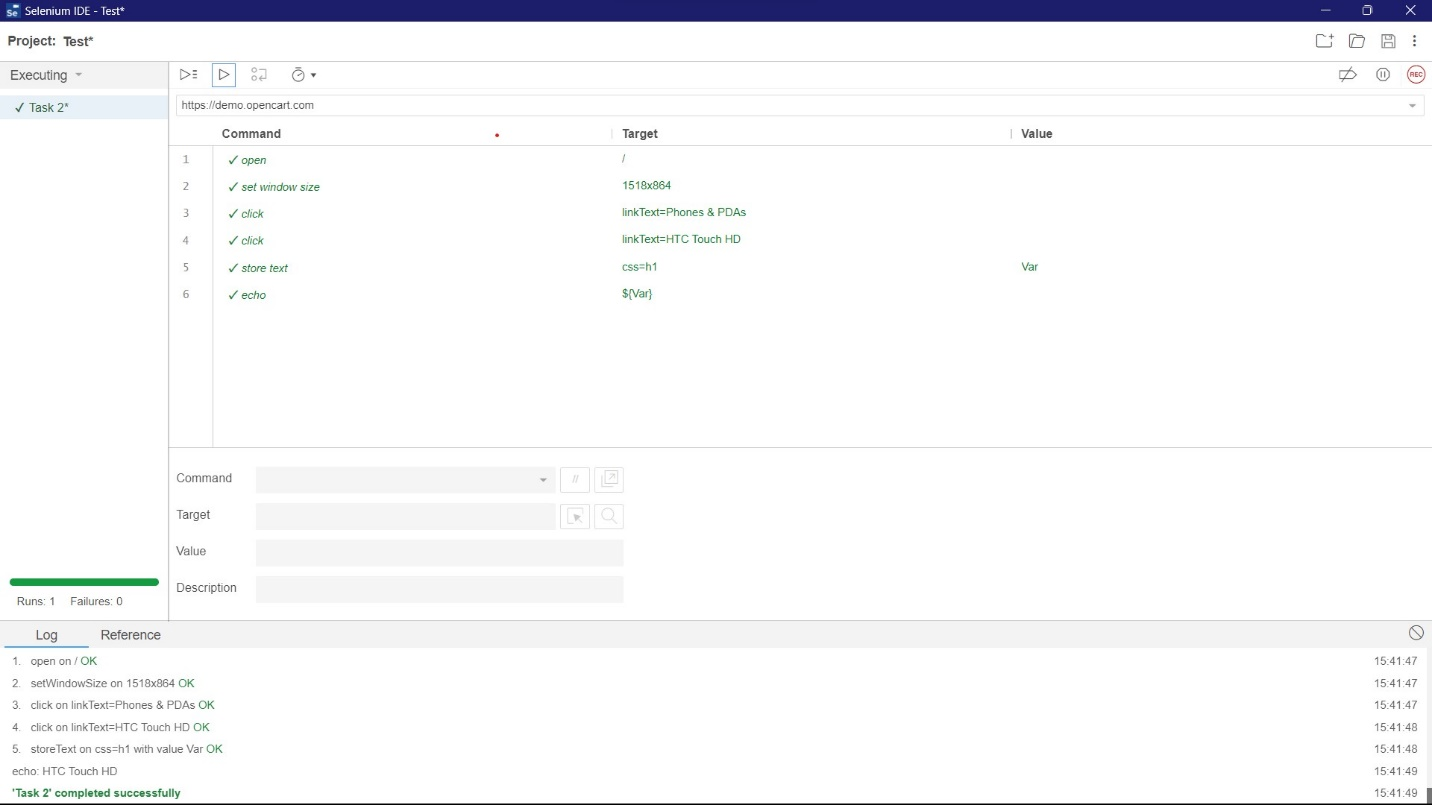 Se Selenium IDE - Test*
Project: Test*
Executing
✓ Task 2*
https://demo.opencart.com
Command Target Value
1 ✓ open /
2 ✓ set window size 1518x864
3 ✓ click linkText=Phones & PDAs
4 ✓ click linkText=HTC Touch HD
5 ✓ store text css=h1 Var
6 ✓ echo ${Var}
REC
Command //
Target
Value
Description
Runs: 1 Failures: 0
Log Reference
1. open on / OK 15:41:47
2. setWindowSize on 1518x864 OK 15:41:47
3. click on linkText=Phones & PDAs OK 15:41:47
4. click on linkText=HTC Touch HD OK 15:41:48
5. storeText on css=h1 with value Var OK 15:41:48
echo: HTC Touch HD 15:41:49
'Task 2' completed successfully 15:41:49